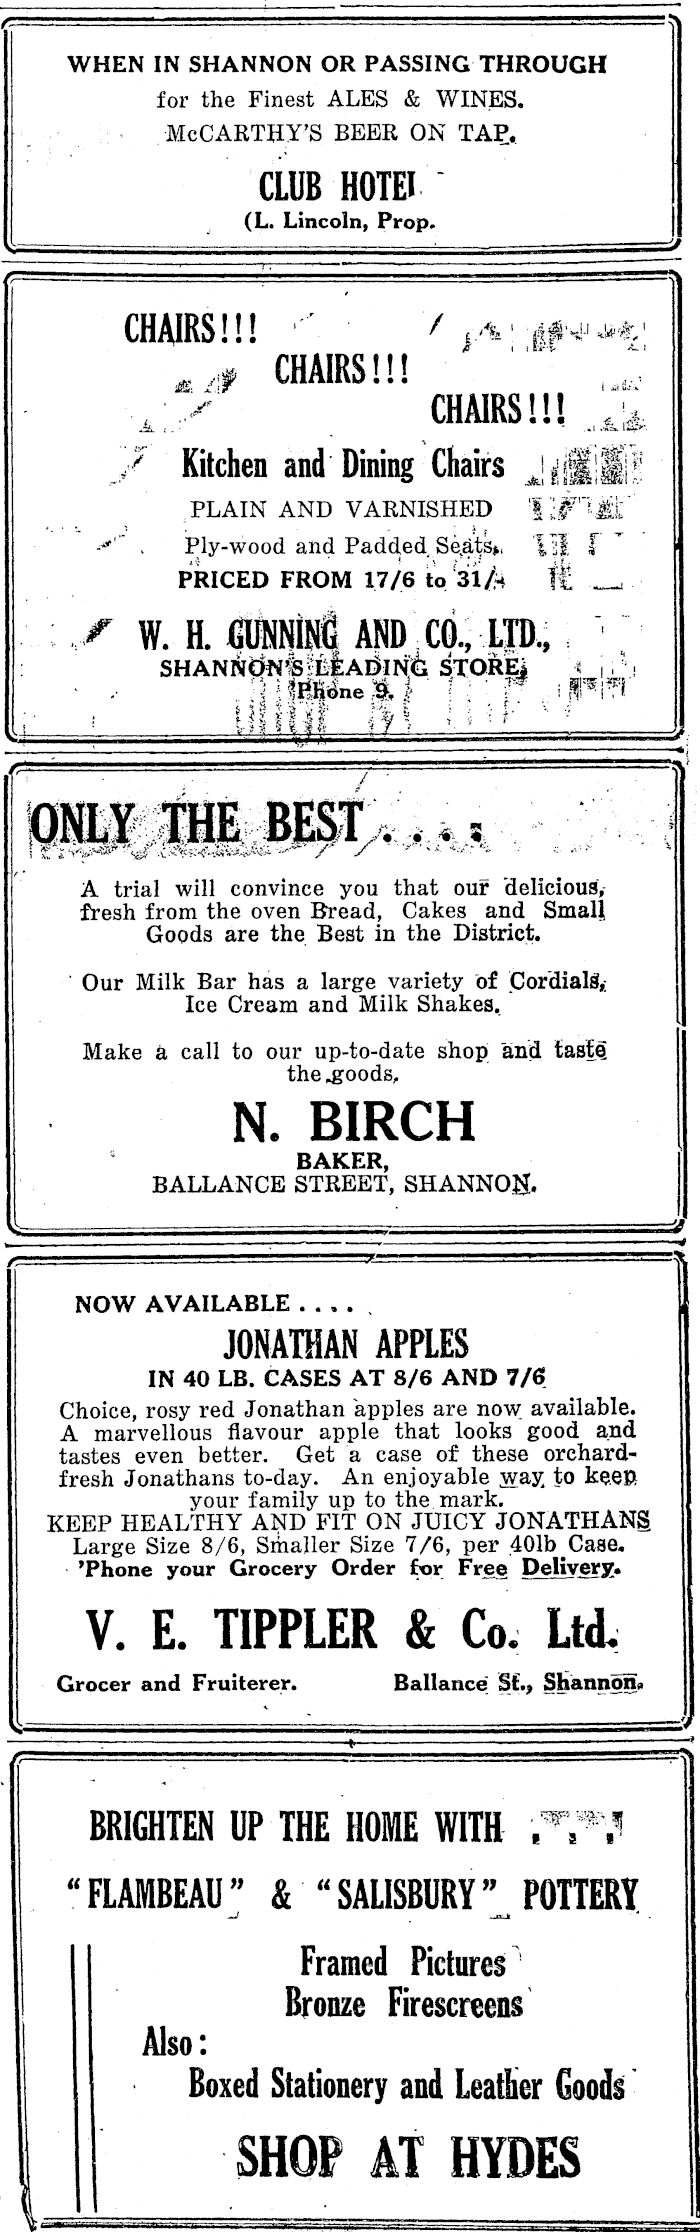 WHEN IN SHANNON OR PASSING THROUGH
for the Finest ALES & WINES.
McCARTHY'S BEER ON TAP.
CLUB HOTEL
(L. Lincoln, Prop.
CHAIRS!!!
CHAIRS!!!
CHAIRS!!!
Kitchen and Dining Chairs
PLAIN AND VARNISHED
Ply-wood and Padded Seats.
PRICED FROM 17/6 to 31/-
W. H. GUNNING AND CO., LTD.,
SHANNON'S LEADING STORE,
'Phone 9.
ONLY THE BEST . . . .
A trial will convince you that our delicious,
fresh from the oven Bread, Cakes and Small
Goods are the Best in the District.
Our Milk Bar has a large variety of Cordials,
Ice Cream and Milk Shakes.
Make a call to our up-to-date shop and taste
the goods.
N. BIRCH
BAKER,
BALLANCE STREET, SHANNON.
NOW AVAILABLE . . . .
JONATHAN APPLES
IN 40 LB. CASES AT 8/6 AND 7/6
Choice, rosy red Jonathan apples are now available.
A marvellous flavour apple that looks good and
tastes even better. Get a case of these orchard-
fresh Jonathans to-day. An enjoyable way to keep
your family up to the mark.
KEEP HEALTHY AND FIT ON JUICY JONATHANS
Large Size 8/6, Smaller Size 7/6, per 40lb Case.
'Phone your Grocery Order for Free Delivery.
V. E. TIPPLER & Co. Ltd.
Grocer and Fruiterer. Ballance St., Shannon.
BRIGHTEN UP THE HOME WITH . . . .
"FLAMBEAU" & "SALISBURY" POTTERY
Framed Pictures
Bronze Firescreens
Also:
Boxed Stationery and Leather Goods
SHOP AT HYDES